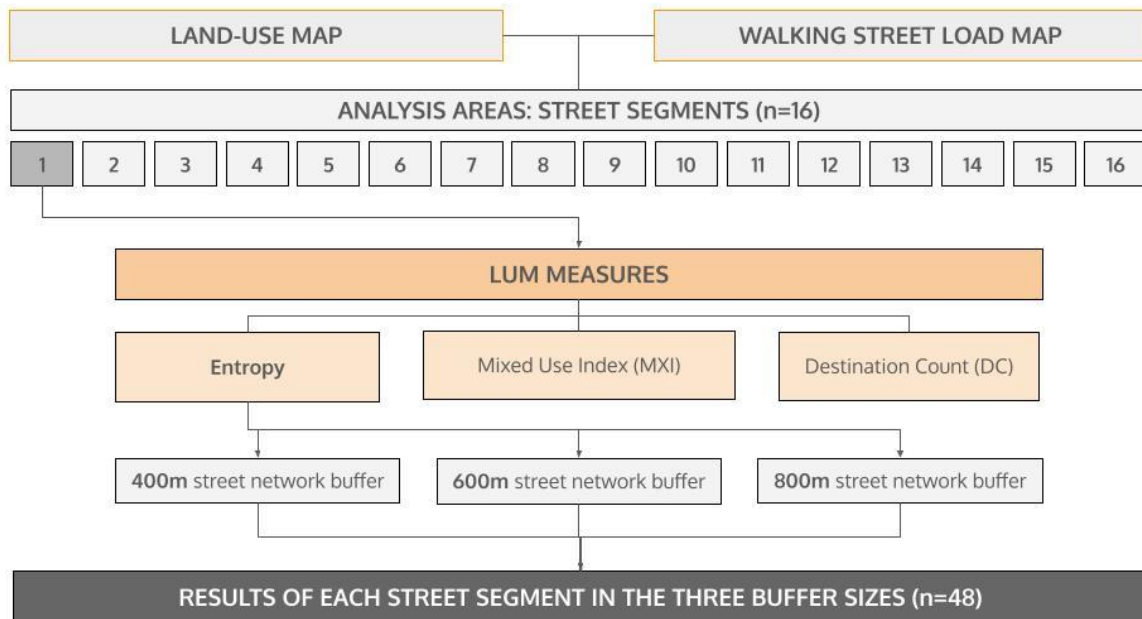 LAND-USE MAP
WALKING STREET LOAD MAP
ANALYSIS AREAS: STREET SEGMENTS (n=16)
1 2 3 4 5 6 7 8 9 10 11 12 13 14 15 16
LUM MEASURES
Entropy
Mixed Use Index (MXI)
Destination Count (DC)
400m street network buffer
600m street network buffer
800m street network buffer
RESULTS OF EACH STREET SEGMENT IN THE THREE BUFFER SIZES (n=48)